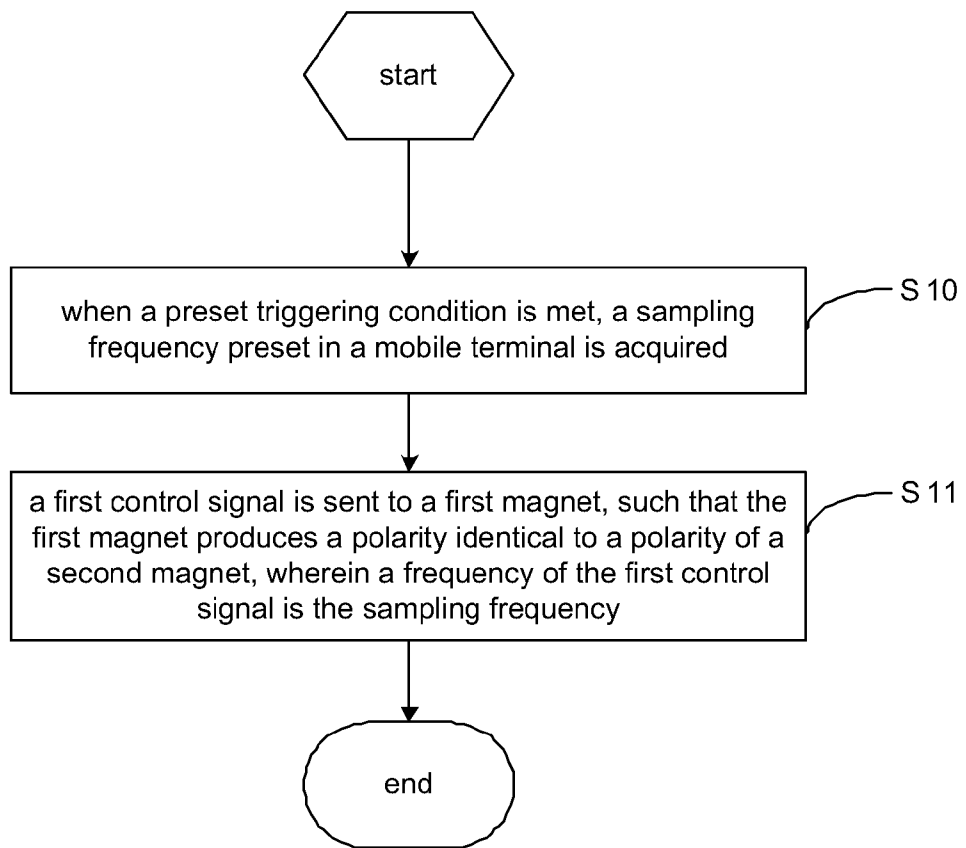 start
when a preset triggering condition is met, a sampling
frequency preset in a mobile terminal is acquired
S 10
a first control signal is sent to a first magnet, such that the
first magnet produces a polarity identical to a polarity of a
second magnet, wherein a frequency of the first control
signal is the sampling frequency
S 11
end